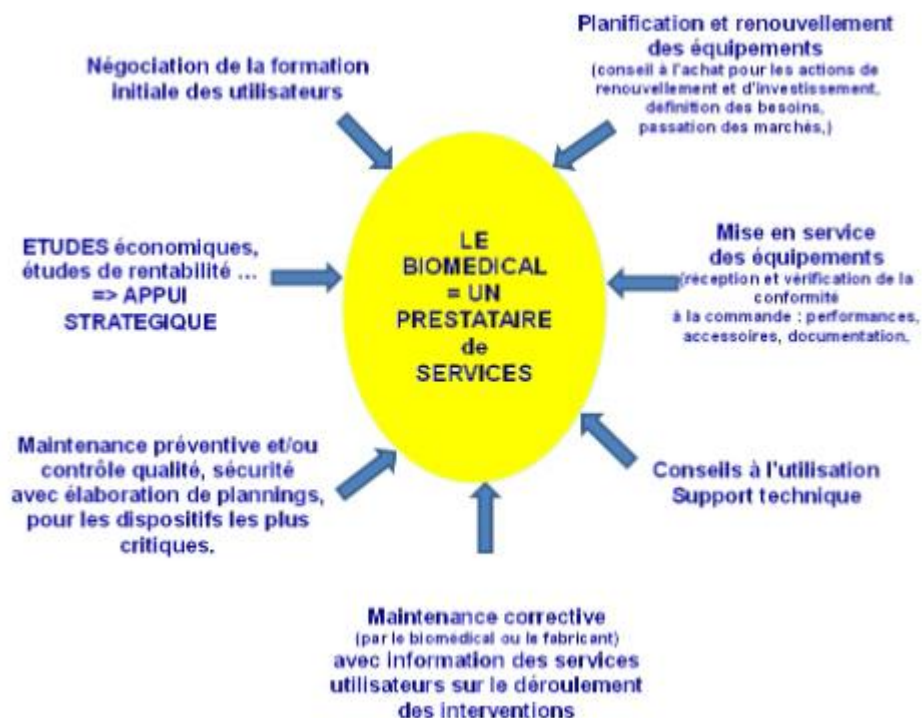 Négociation de la formation
initiale des utilisateurs
Planification et renouvellement
des équipements
(conseil à l'achat pour les actions de
renouvellement et d'investissement,
définition des besoins,
passation des marchés,)
ETUDES économiques,
études de rentabilité ...
=> APPUI
STRATEGIQUE
LE
BIOMEDICAL
= UN
PRESTATAIRE
de
SERVICES
Mise en service
des équipements
(réception et vérification de la
conformité
à la commande : performances,
accessoires, documentation,
Maintenance préventive et/ou
contrôle qualité, sécurité
avec élaboration de plannings,
pour les dispositifs les plus
critiques.
Conseils à l'utilisation
Support technique
Maintenance corrective
(par le biomédical ou le fabricant)
avec information des services
utilisateurs sur le déroulement
des interventions